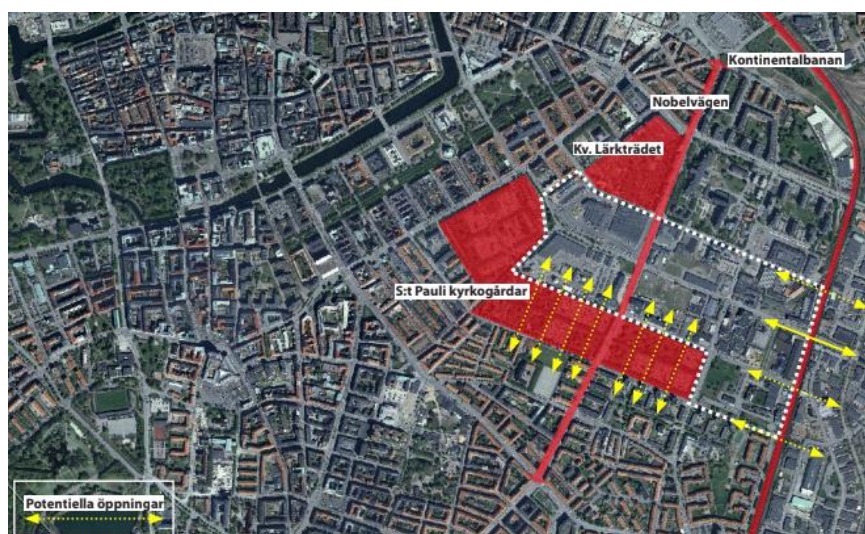 Kontinentalbanan
Nobelvägen
Kv. Lärkträdet
S:t Pauli kyrkogårdar
Potentiella öppningar